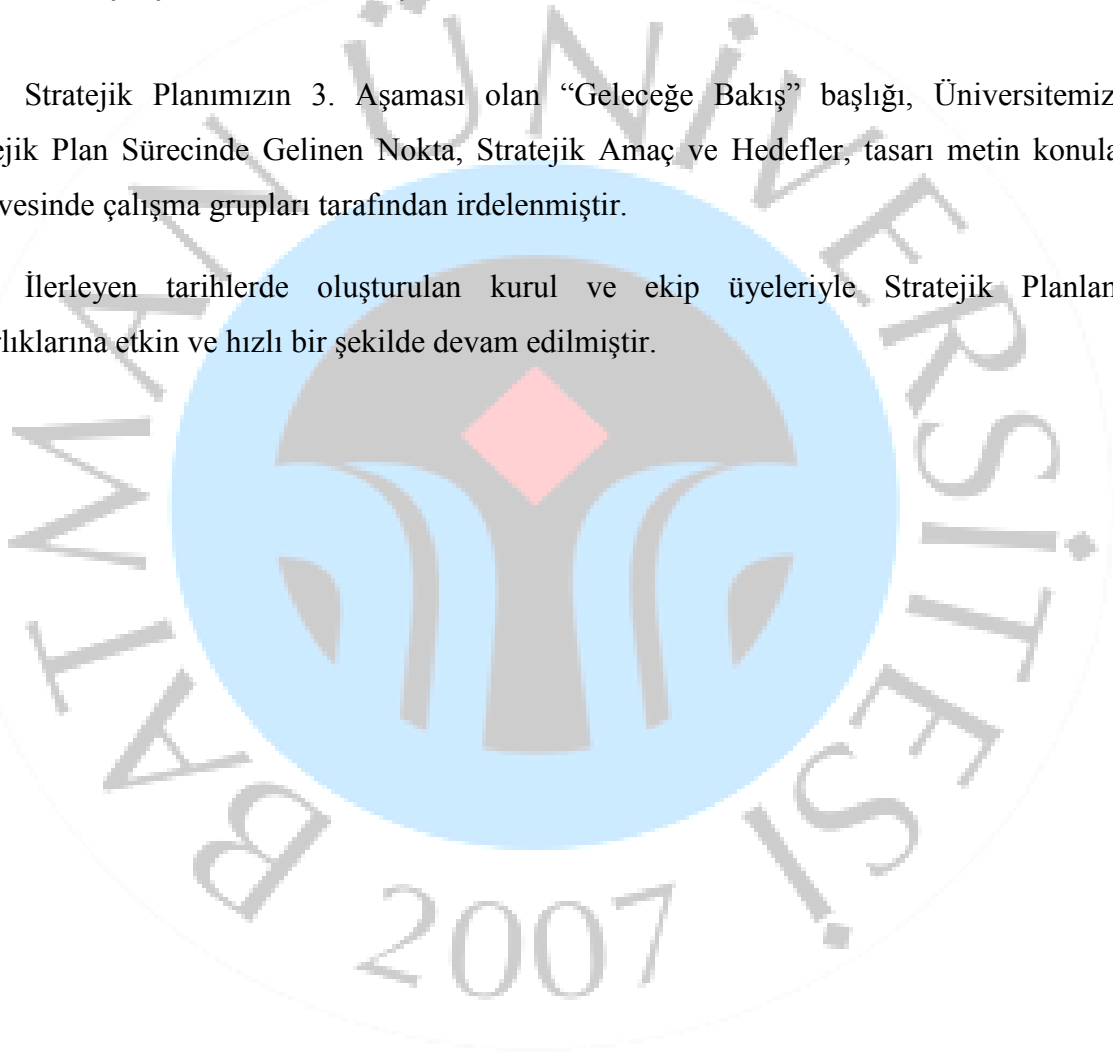 Stratejik Planımızın 3. Aşaması olan “Geleceğe Bakış” başlığı, Üniversitemiz
ejik Plan Sürecinde Gelinen Nokta, Stratejik Amaç ve Hedefler, tasarı metin konula
vesinde çalışma grupları tarafından irdelenmiştir.
İlerleyen tarihlerde oluşturulan kurul ve ekip üyeleriyle Stratejik Planlan
rlıklarına etkin ve hızlı bir şekilde devam edilmiştir.
BATMAN ÜNİVERSİTESİ
2007